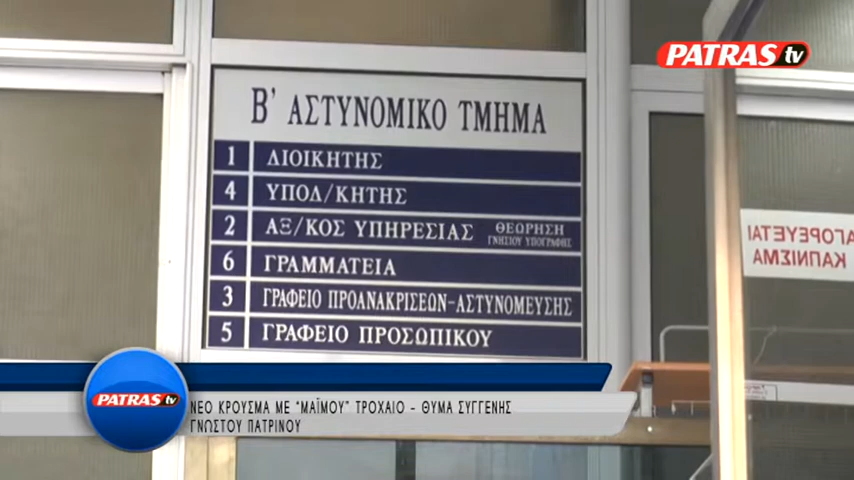 PATRAS tv
Β' ΑΣΤΥΝΟΜΙΚΟ ΤΜΗΜΑ
1 ΔΙΟΙΚΗΤΗΣ
4 ΥΠΟΔ/ΚΗΤΗΣ
2 ΑΞ/ΚΟΣ ΥΠΗΡΕΣΙΑΣ ΘΕΩΡΗΣΗ
ΓΝΗΣΙΟΥ ΥΠΟΓΡΑΦΗΣ
6 ΓΡΑΜΜΑΤΕΙΑ
3 ΓΡΑΦΕΙΟ ΠΡΟΑΝΑΚΡΙΣΕΩΝ-ΑΣΤΥΝΟΜΕΥΣΗΣ
5 ΓΡΑΦΕΙΟ ΠΡΟΣΩΠΙΚΟΥ
ΑΓΟΡΕΥΕΤΑΙ
ΚΑΠΝΙΣΜΑ
PATRAS tv
ΝΕΟ ΚΡΟΥΣΜΑ ΜΕ "ΜΑΪΜΟΥ" ΤΡΟΧΑΙΟ - ΘΥΜΑ ΣΥΓΓΕΝΗΣ
ΓΝΩΣΤΟΥ ΠΑΤΡΙΝΟΥ